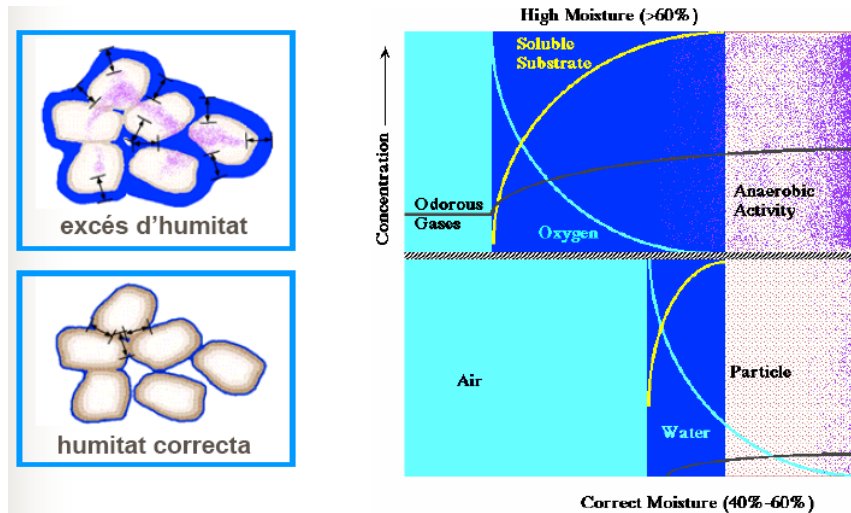 excés d'humitat
humitat correcta
High Moisture (>60%)
Concentration
Soluble
Substrate
Odorous
Gases
Oxygen
Anaerobic
Activity
Air
Water
Particle
Correct Moisture (40%-60%)